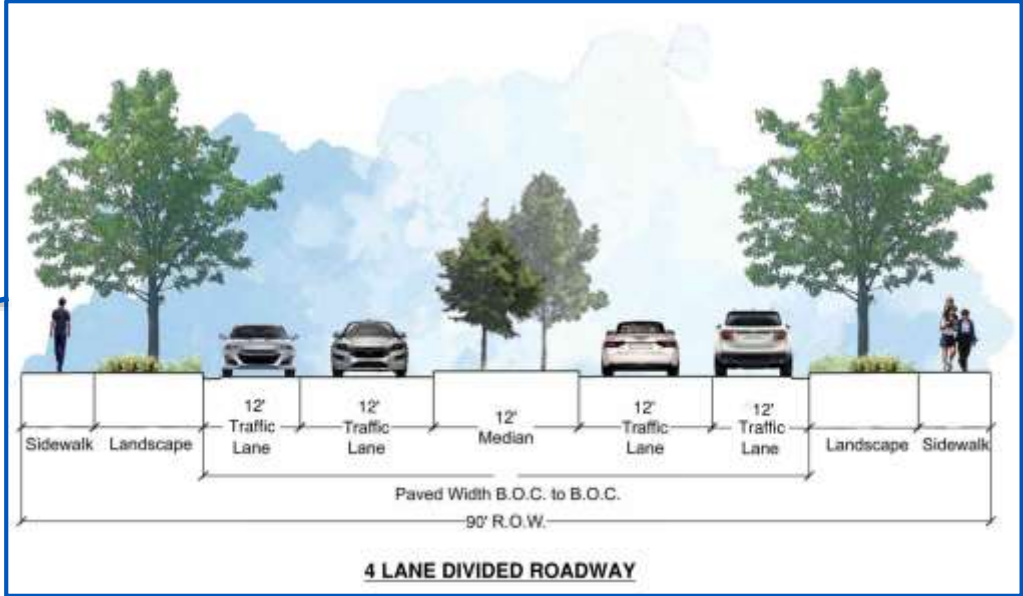 Sidewalk
Landscape
12'
Traffic
Lane
12'
Traffic
Lane
12'
Median
12'
Traffic
Lane
12'
Traffic
Lane
Landscape
Sidewalk
Paved Width B.O.C. to B.O.C.
90' R.O.W.
4 LANE DIVIDED ROADWAY